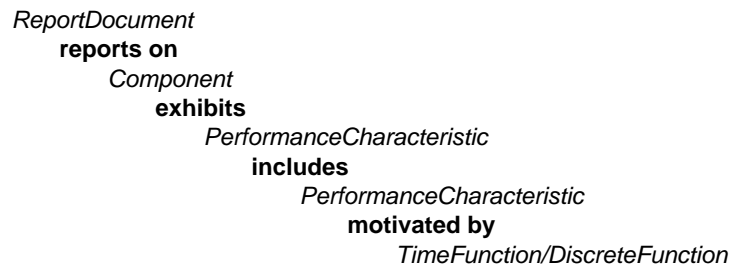 ReportDocument
reports on
Component
exhibits
PerformanceCharacteristic
includes
PerformanceCharacteristic
motivated by
TimeFunction/DiscreteFunction